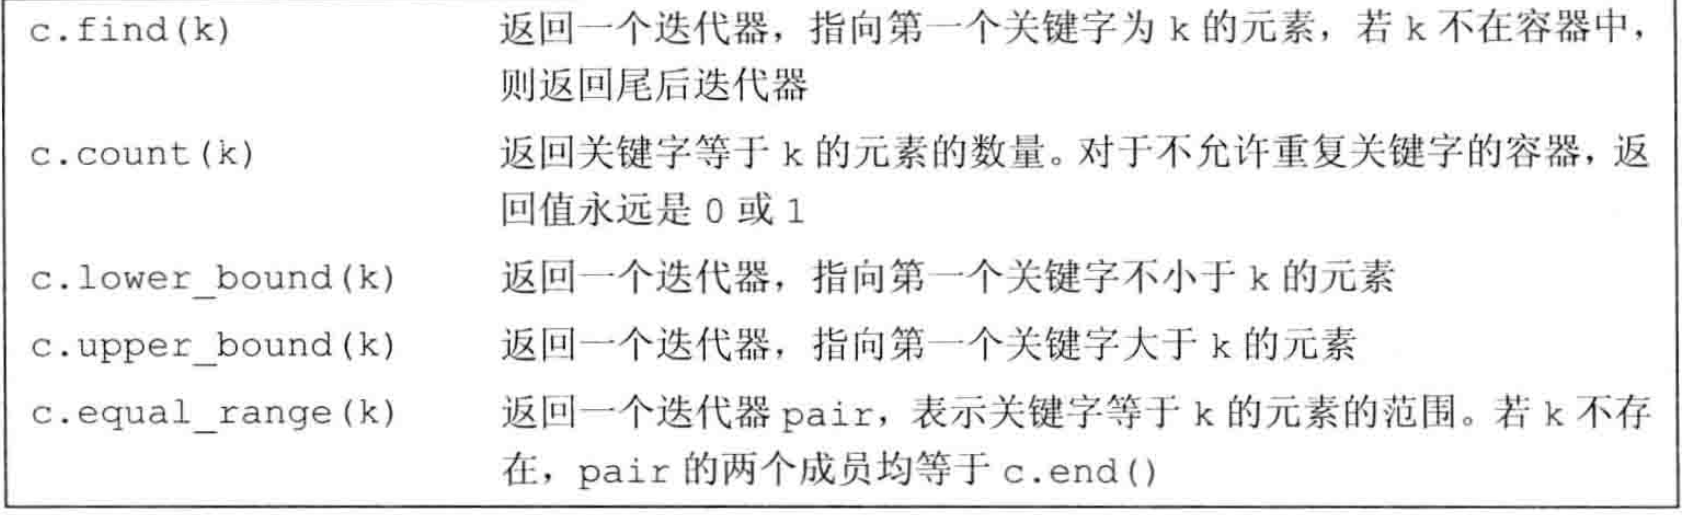 c.find(k) 返回一个迭代器，指向第一个关键字为 k 的元素，若 k 不在容器中，
则返回尾后迭代器
c.count(k) 返回关键字等于 k 的元素的数量。对于不允许重复关键字的容器，返
回值永远是 0 或 1
c.lower_bound(k) 返回一个迭代器，指向第一个关键字不小于 k 的元素
c.upper_bound(k) 返回一个迭代器，指向第一个关键字大于 k 的元素
c.equal_range(k) 返回一个迭代器 pair，表示关键字等于 k 的元素的范围。若 k 不存
在，pair 的两个成员均等于 c.end()